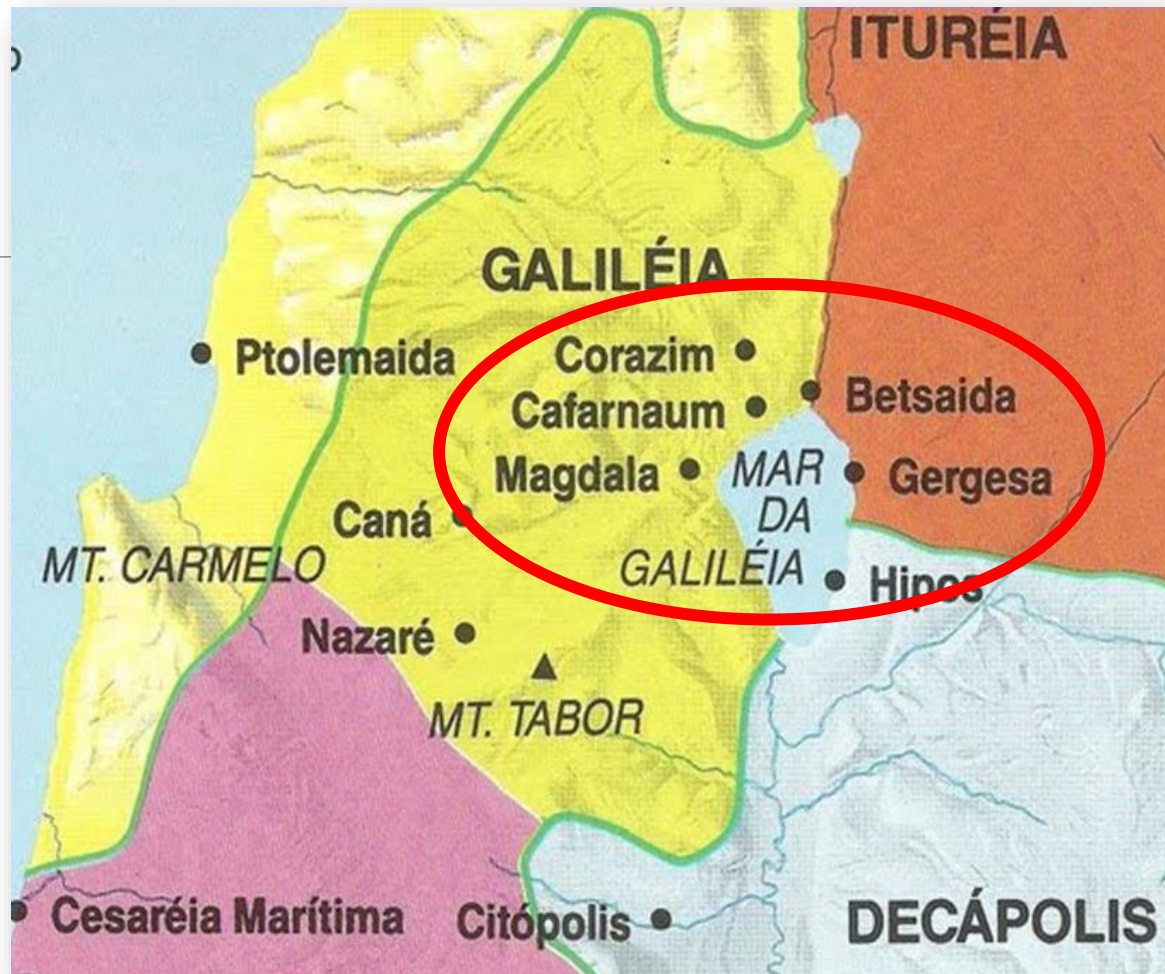 ITURÉIA
GALILÉIA
Ptolemaida
Corazim
Cafarnaum
Betsaida
Magdala
MAR
DA
GALILÉIA
Gergesa
Caná
MT. CARMELO
Hipos
Nazaré
MT. TABOR
Cesaréia Marítima
Citópolis
DECÁPOLIS